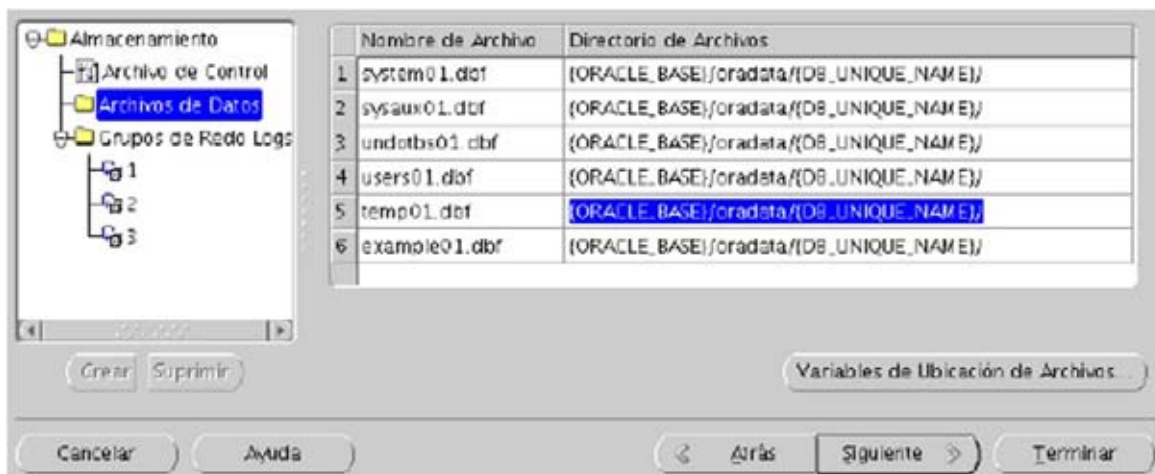 Almacenamiento
Archivo de Control
Archivos de Datos
Grupos de Redo Logs
1
2
3
Nombre de Archivo Directorio de Archivos
1 system01.dbf {ORACLE_BASE}/oradata/{DB_UNIQUE_NAME}/
2 sysaux01.dbf {ORACLE_BASE}/oradata/{DB_UNIQUE_NAME}/
3 undotbs01.dbf {ORACLE_BASE}/oradata/{DB_UNIQUE_NAME}/
4 users01.dbf {ORACLE_BASE}/oradata/{DB_UNIQUE_NAME}/
5 temp01.dbf {ORACLE_BASE}/oradata/{DB_UNIQUE_NAME}/
6 example01.dbf {ORACLE_BASE}/oradata/{DB_UNIQUE_NAME}/
Crear Suprimir
Variables de Ubicación de Archivos...
Cancelar Ayuda Atrás Siguiente Terminar